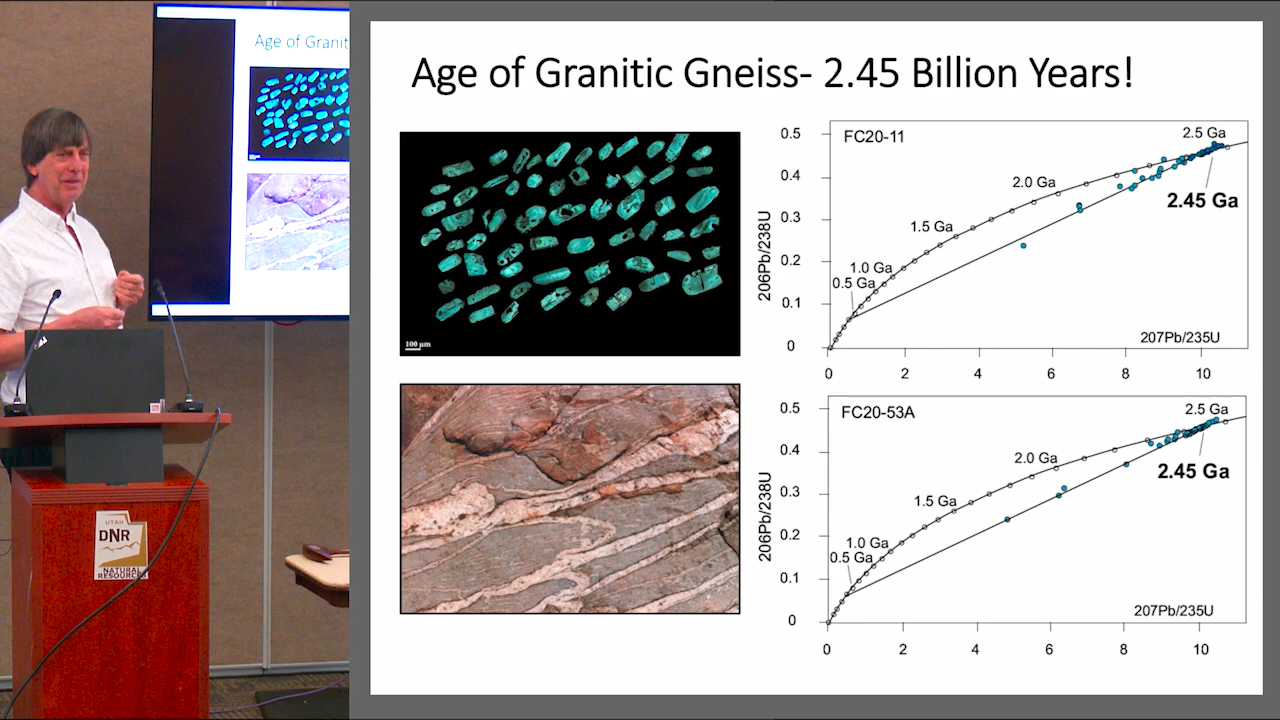 Age of Granit
UTAH
DNR
NATURAL
RESOURCES
Age of Granitic Gneiss- 2.45 Billion Years!
100 µm
FC20-11
206Pb/238U
0.5
0.4
0.3
0.2
0.1
0
0.5 Ga
1.0 Ga
1.5 Ga
2.0 Ga
2.5 Ga
2.45 Ga
207Pb/235U
0 2 4 6 8 10
FC20-53A
206Pb/238U
0.5
0.4
0.3
0.2
0.1
0
0.5 Ga
1.0 Ga
1.5 Ga
2.0 Ga
2.5 Ga
2.45 Ga
207Pb/235U
0 2 4 6 8 10